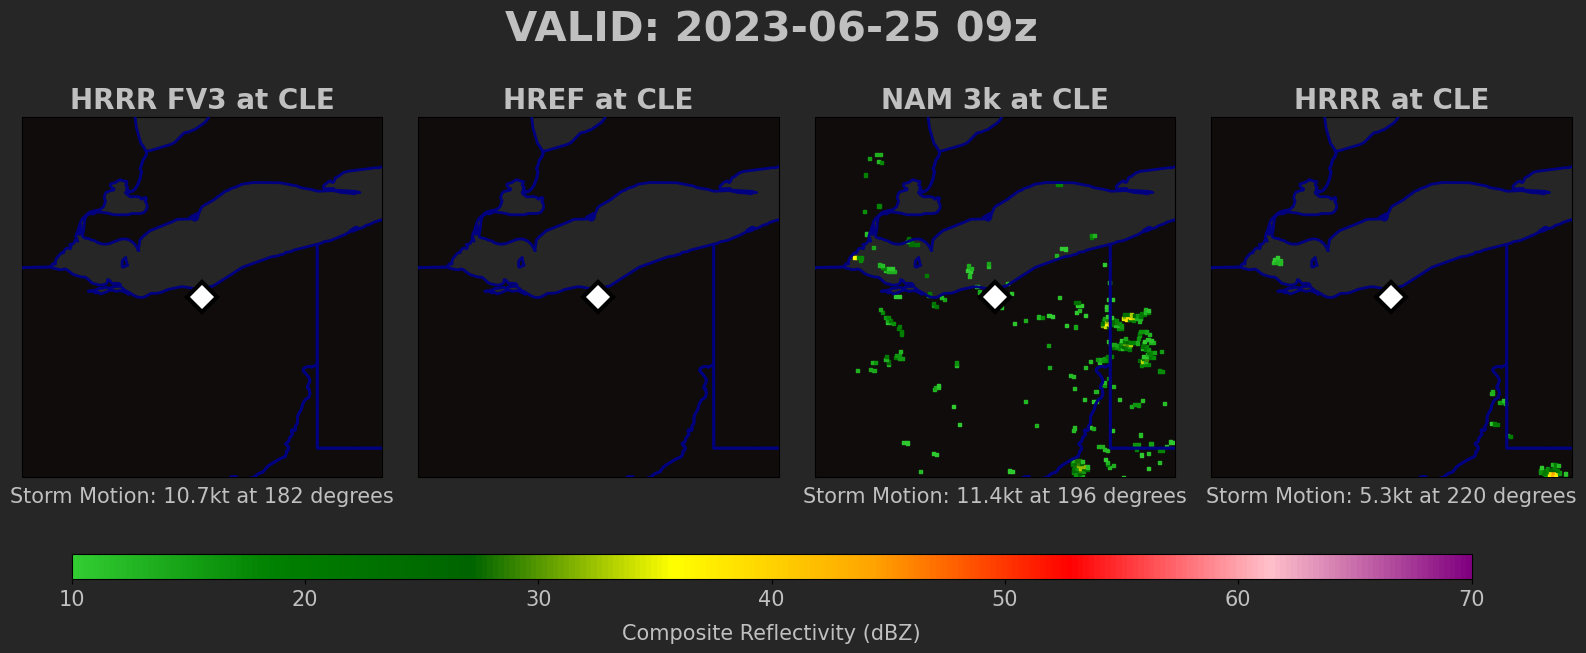 VALID: 2023-06-25 09z
HRRR FV3 at CLE
HREF at CLE
NAM 3k at CLE
HRRR at CLE
Storm Motion: 10.7kt at 182 degrees
Storm Motion: 11.4kt at 196 degrees
Storm Motion: 5.3kt at 220 degrees
10 20 30 40 50 60 70
Composite Reflectivity (dBZ)